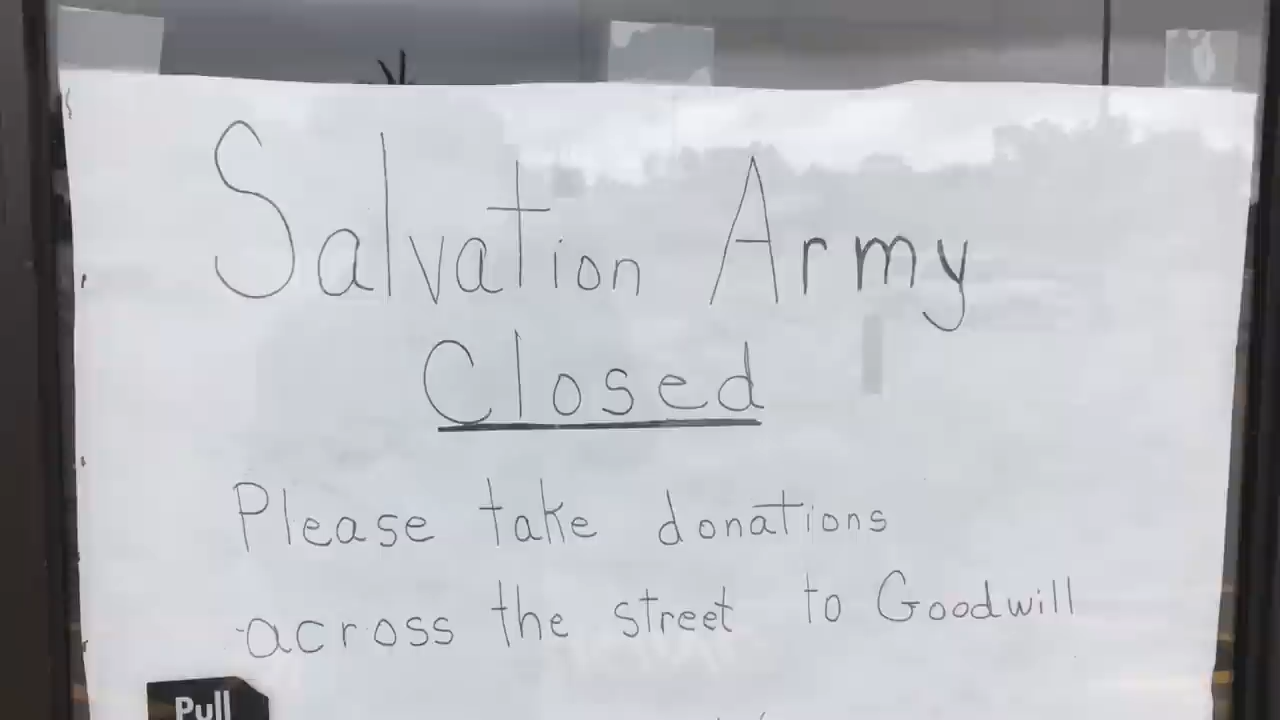 Salvation Army
Closed
Please take donations
across the street to Goodwill
Pull